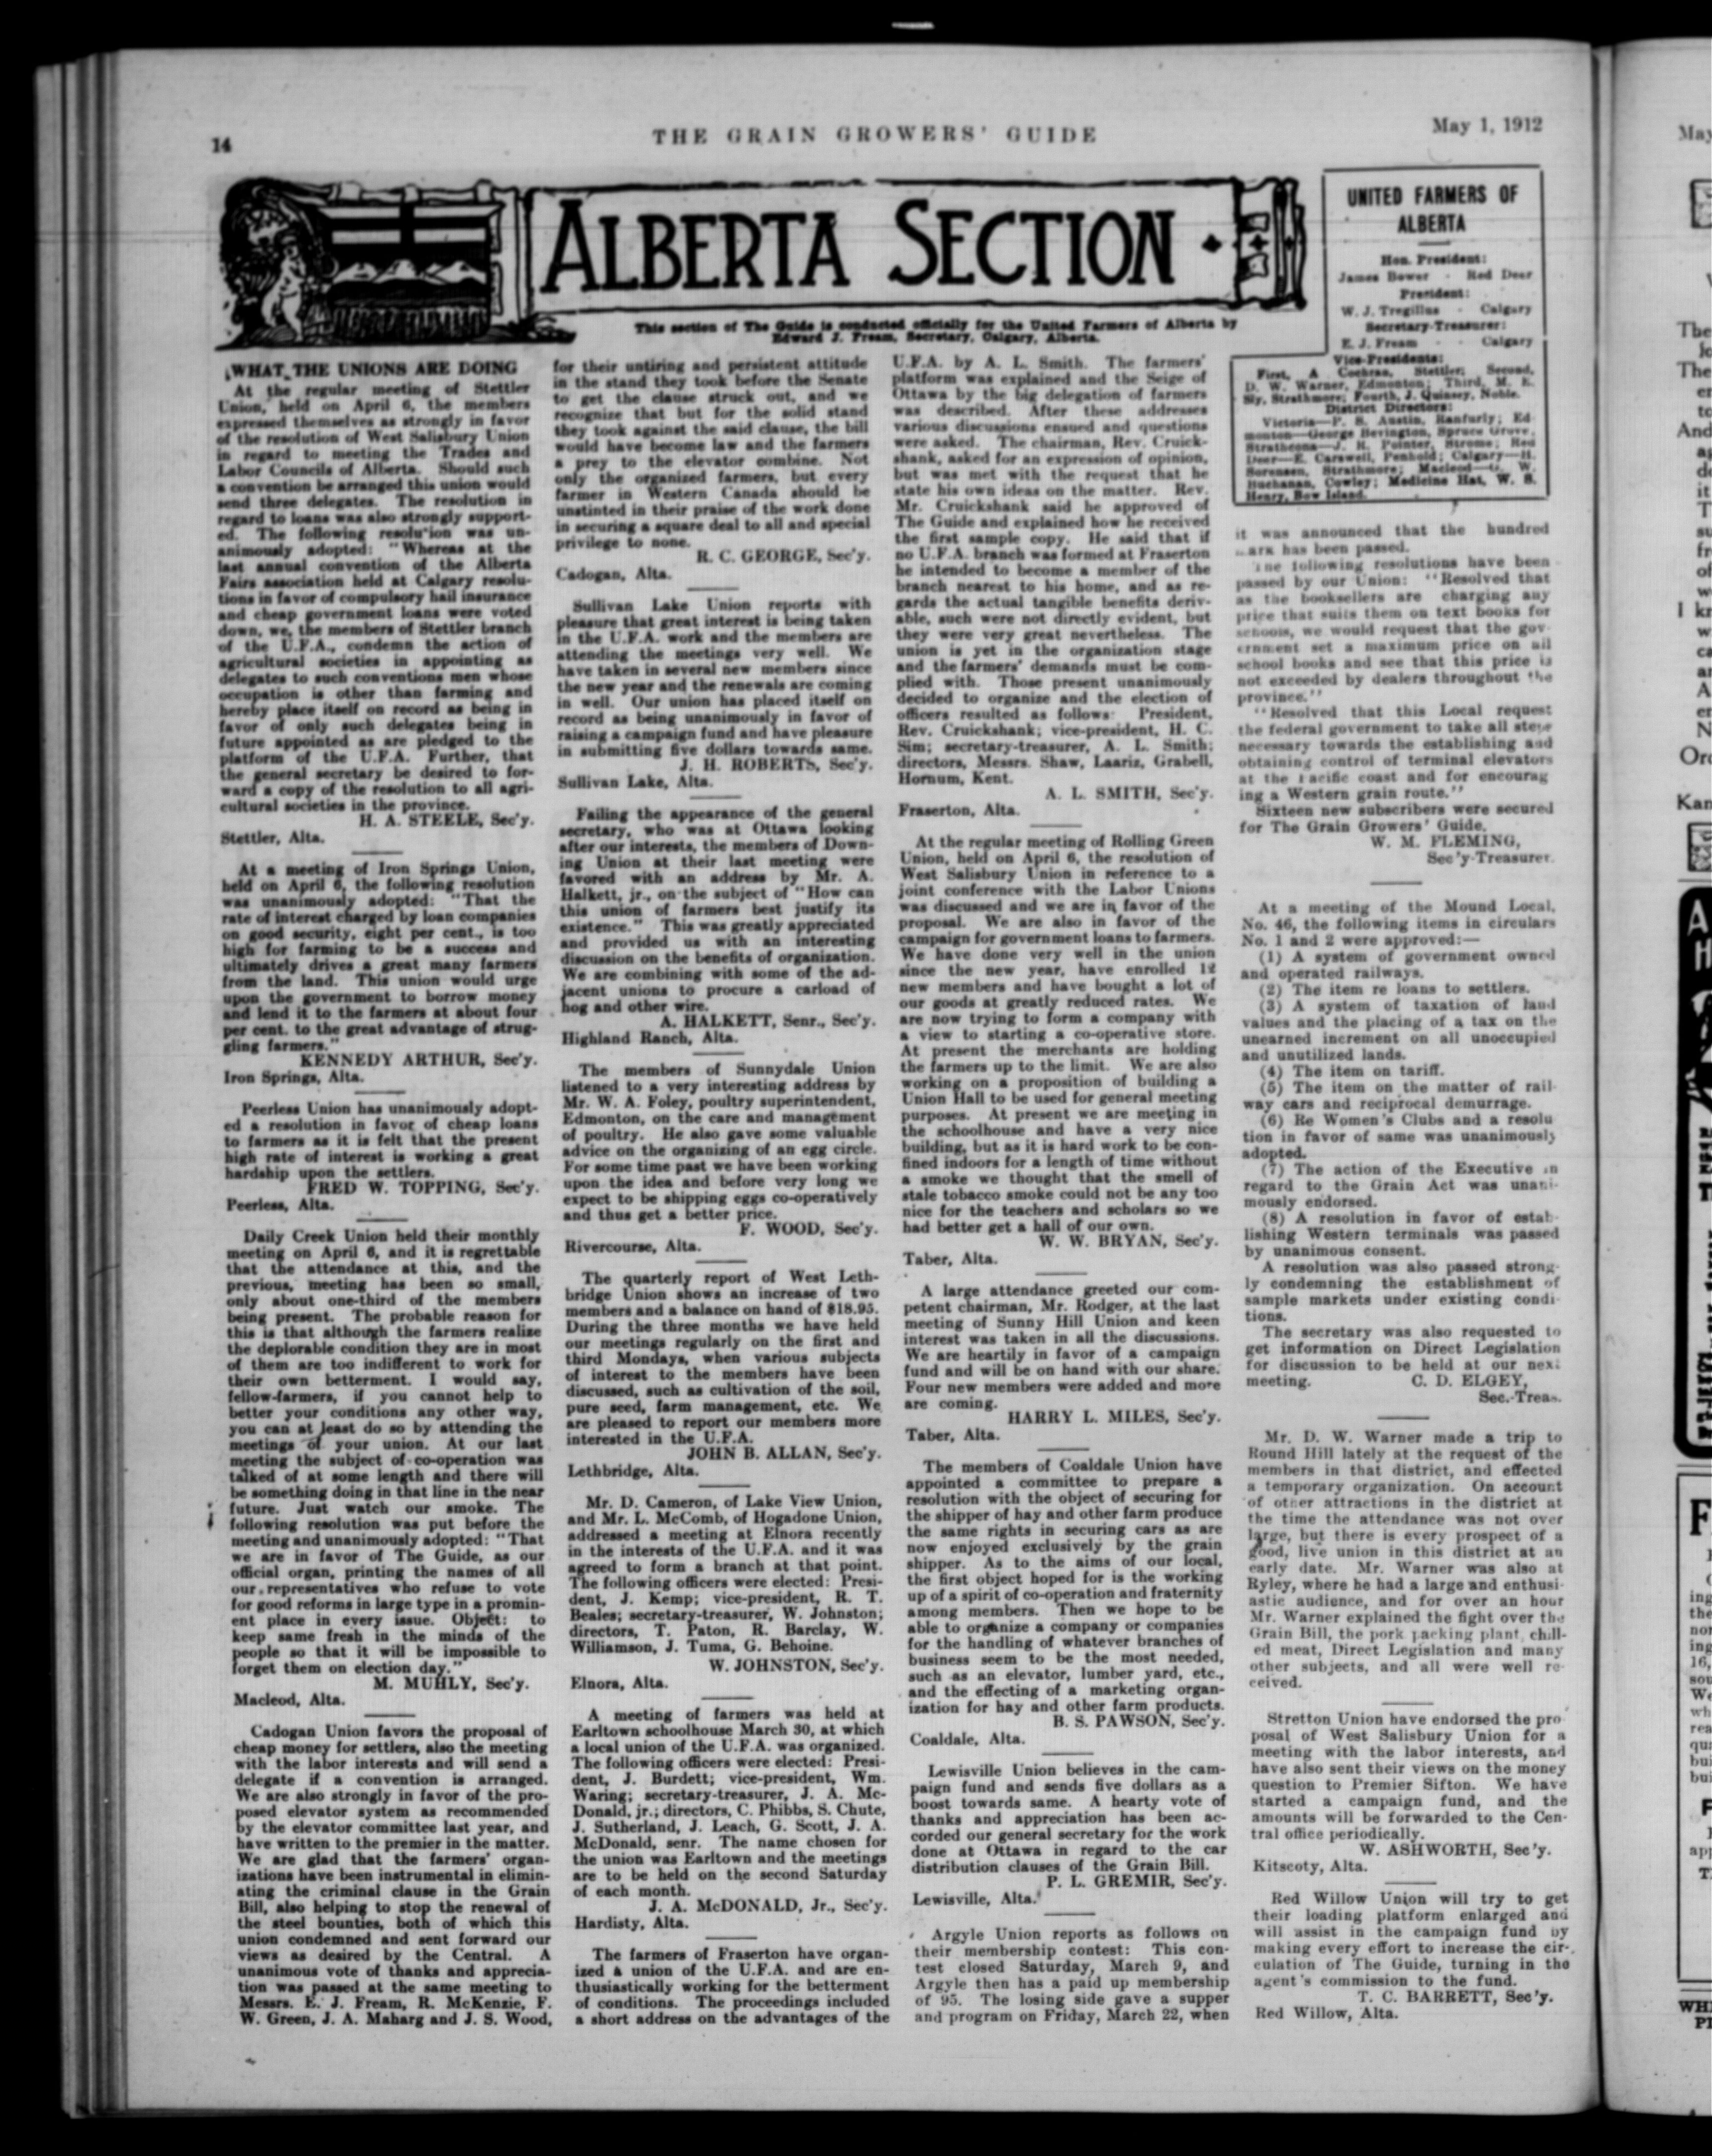 14
THE GRAIN GROWERS' GUIDE
May 1, 1912
ALBERTA SECTION
This section of The Guide is conducted officially for the United Farmers of Alberta by
Edward J. Fream, Secretary, Calgary, Alberta.
UNITED FARMERS OF
ALBERTA
Hon. President:
James Bower - Red Deer
President:
W. J. Tregillus - Calgary
Secretary-Treasurer:
E. J. Fream - - Calgary
Vice-Presidents:
First, A Cochran, Stettler; Second,
D. W. Warner, Edmonton; Third, M. E.
Sly, Strathmore; Fourth, J. Quinsey, Noble.
District Directors:
Victoria—P. S. Austin, Ranfurly; Ed
monton—George Bevington, Spruce Grove;
Strathcona—J. R. Pointer, Strome; Red
Deer—E. Carswell, Penhold; Calgary—H.
Sorensen, Strathmore; Macleod—G. W.
Buchanan, Cowley; Medicine Hat, W. S.
Henry, Bow Island.
WHAT THE UNIONS ARE DOING
At the regular meeting of Stettler
Union, held on April 6, the members
expressed themselves as strongly in favor
of the resolution of West Salisbury Union
in regard to meeting the Trades and
Labor Councils of Alberta. Should such
a convention be arranged this union would
send three delegates. The resolution in
regard to loans was also strongly support-
ed. The following resolu'ion was un-
animously adopted: "Whereas at the
last annual convention of the Alberta
Fairs association held at Calgary resolu-
tions in favor of compulsory hail insurance
and cheap government loans were voted
down, we, the members of Stettler branch
of the U.F.A., condemn the action of
agricultural societies in appointing as
delegates to such conventions men whose
occupation is other than farming and
hereby place itself on record as being in
favor of only such delegates being in
future appointed as are pledged to the
platform of the U.F.A. Further, that
the general secretary be desired to for-
ward a copy of the resolution to all agri-
cultural societies in the province.
H. A. STEELE, Sec'y.
Stettler, Alta.
At a meeting of Iron Springs Union,
held on April 6, the following resolution
was unanimously adopted: "That the
rate of interest charged by loan companies
on good security, eight per cent., is too
high for farming to be a success and
ultimately drives a great many farmers
from the land. This union would urge
upon the government to borrow money
and lend it to the farmers at about four
per cent. to the great advantage of strug-
gling farmers."
KENNEDY ARTHUR, Sec'y.
Iron Springs, Alta.
Peerless Union has unanimously adopt-
ed a resolution in favor of cheap loans
to farmers as it is felt that the present
high rate of interest is working a great
hardship upon the settlers.
FRED W. TOPPING, Sec'y.
Peerless, Alta.
Daily Creek Union held their monthly
meeting on April 6, and it is regrettable
that the attendance at this, and the
previous, meeting has been so small,
only about one-third of the members
being present. The probable reason for
this is that although the farmers realize
the deplorable condition they are in most
of them are too indifferent to work for
their own betterment. I would say,
fellow-farmers, if you cannot help to
better your conditions any other way,
you can at least do so by attending the
meetings of your union. At our last
meeting the subject of co-operation was
talked of at some length and there will
be something doing in that line in the near
future. Just watch our smoke. The
following resolution was put before the
meeting and unanimously adopted: "That
we are in favor of The Guide, as our
official organ, printing the names of all
our representatives who refuse to vote
for good reforms in large type in a promin-
ent place in every issue. Object: to
keep same fresh in the minds of the
people so that it will be impossible to
forget them on election day."
M. MUHLY, Sec'y.
Macleod, Alta.
Cadogan Union favors the proposal of
cheap money for settlers, also the meeting
with the labor interests and will send a
delegate if a convention is arranged.
We are also strongly in favor of the pro-
posed elevator system as recommended
by the elevator committee last year, and
have written to the premier in the matter.
We are glad that the farmers' organ-
izations have been instrumental in elimin-
ating the criminal clause in the Grain
Bill, also helping to stop the renewal of
the steel bounties, both of which this
union condemned and sent forward our
views as desired by the Central. A
unanimous vote of thanks and apprecia-
tion was passed at the same meeting to
Messrs. E. J. Fream, R. McKenzie, F.
W. Green, J. A. Maharg and J. S. Wood,
for their untiring and persistent attitude
in the stand they took before the Senate
to get the clause struck out, and we
recognize that but for the solid stand
they took against the said clause, the bill
would have become law and the farmers
a prey to the elevator combine. Not
only the organized farmers, but every
farmer in Western Canada should be
unstinted in their praise of the work done
in securing a square deal to all and special
privilege to none.
R. C. GEORGE, Sec'y.
Cadogan, Alta.
Sullivan Lake Union reports with
pleasure that great interest is being taken
in the U.F.A. work and the members are
attending the meetings very well. We
have taken in several new members since
the new year and the renewals are coming
in well. Our union has placed itself on
record as being unanimously in favor of
raising a campaign fund and have pleasure
in submitting five dollars towards same.
J. H. ROBERTS, Sec'y.
Sullivan Lake, Alta.
Failing the appearance of the general
secretary, who was at Ottawa looking
after our interests, the members of Down-
ing Union at their last meeting were
favored with an address by Mr. A.
Halkett, jr., on the subject of "How can
this union of farmers best justify its
existence." This was greatly appreciated
and provided us with an interesting
discussion on the benefits of organization.
We are combining with some of the ad-
jacent unions to procure a carload of
hog and other wire.
A. HALKETT, Senr., Sec'y.
Highland Ranch, Alta.
The members of Sunnydale Union
listened to a very interesting address by
Mr. W. A. Foley, poultry superintendent,
Edmonton, on the care and management
of poultry. He also gave some valuable
advice on the organizing of an egg circle.
For some time past we have been working
upon the idea and before very long we
expect to be shipping eggs co-operatively
and thus get a better price.
F. WOOD, Sec'y.
Rivercourse, Alta.
The quarterly report of West Leth-
bridge Union shows an increase of two
members and a balance on hand of $18.95.
During the three months we have held
our meetings regularly on the first and
third Mondays, when various subjects
of interest to the members have been
discussed, such as cultivation of the soil,
pure seed, farm management, etc. We
are pleased to report our members more
interested in the U.F.A.
JOHN B. ALLAN, Sec'y.
Lethbridge, Alta.
Mr. D. Cameron, of Lake View Union,
and Mr. L. McComb, of Hogadone Union,
addressed a meeting at Elnora recently
in the interests of the U.F.A. and it was
agreed to form a branch at that point.
The following officers were elected: Presi-
dent, J. Kemp; vice-president, R. T.
Beales; secretary-treasurer, W. Johnston;
directors, T. Paton, R. Barclay, W.
Williamson, J. Tuma, G. Behoine.
W. JOHNSTON, Sec'y.
Elnora, Alta.
A meeting of farmers was held at
Earltown schoolhouse March 30, at which
a local union of the U.F.A. was organized.
The following officers were elected: Presi-
dent, J. Burdett; vice-president, Wm.
Waring; secretary-treasurer, J. A. Mc-
Donald, jr.; directors, C. Phibbs, S. Chute,
J. Sutherland, J. Leach, G. Scott, J. A.
McDonald, senr. The name chosen for
the union was Earltown and the meetings
are to be held on the second Saturday
of each month.
J. A. McDONALD, Jr., Sec'y.
Hardisty, Alta.
The farmers of Fraserton have organ-
ized a union of the U.F.A. and are en-
thusiastically working for the betterment
of conditions. The proceedings included
a short address on the advantages of the
U.F.A. by A. L. Smith. The farmers'
platform was explained and the Seige of
Ottawa by the big delegation of farmers
was described. After these addresses
various discussions ensued and questions
were asked. The chairman, Rev. Cruick-
shank, asked for an expression of opinion,
but was met with the request that he
state his own ideas on the matter. Rev.
Mr. Cruickshank said he approved of
The Guide and explained how he received
the first sample copy. He said that if
no U.F.A. branch was formed at Fraserton
he intended to become a member of the
branch nearest to his home, and as re-
gards the actual tangible benefits deriv-
able, such were not directly evident, but
they were very great nevertheless. The
union is yet in the organization stage
and the farmers' demands must be com-
plied with. Those present unanimously
decided to organize and the election of
officers resulted as follows: President,
Rev. Cruickshank; vice-president, H. C.
Sim; secretary-treasurer, A. L. Smith;
directors, Messrs. Shaw, Laariz, Grabell,
Hornum, Kent.
A. L. SMITH, Sec'y.
Fraserton, Alta.
At the regular meeting of Rolling Green
Union, held on April 6, the resolution of
West Salisbury Union in reference to a
joint conference with the Labor Unions
was discussed and we are in favor of the
proposal. We are also in favor of the
campaign for government loans to farmers.
We have done very well in the union
since the new year, have enrolled 12
new members and have bought a lot of
our goods at greatly reduced rates. We
are now trying to form a company with
a view to starting a co-operative store.
At present the merchants are holding
the farmers up to the limit. We are also
working on a proposition of building a
Union Hall to be used for general meeting
purposes. At present we are meeting in
the schoolhouse and have a very nice
building, but as it is hard work to be con-
fined indoors for a length of time without
a smoke we thought that the smell of
stale tobacco smoke could not be any too
nice for the teachers and scholars so we
had better get a hall of our own.
W. W. BRYAN, Sec'y.
Taber, Alta.
A large attendance greeted our com-
petent chairman, Mr. Rodger, at the last
meeting of Sunny Hill Union and keen
interest was taken in all the discussions.
We are heartily in favor of a campaign
fund and will be on hand with our share.
Four new members were added and more
are coming.
HARRY L. MILES, Sec'y.
Taber, Alta.
The members of Coaldale Union have
appointed a committee to prepare a
resolution with the object of securing for
the shipper of hay and other farm produce
the same rights in securing cars as are
now enjoyed exclusively by the grain
shipper. As to the aims of our local,
the first object hoped for is the working
up of a spirit of co-operation and fraternity
among members. Then we hope to be
able to organize a company or companies
for the handling of whatever branches of
business seem to be the most needed,
such as an elevator, lumber yard, etc.,
and the effecting of a marketing organ-
ization for hay and other farm products.
B. S. PAWSON, Sec'y.
Coaldale, Alta.
Lewisville Union believes in the cam-
paign fund and sends five dollars as a
boost towards same. A hearty vote of
thanks and appreciation has been ac-
corded our general secretary for the work
done at Ottawa in regard to the car
distribution clauses of the Grain Bill.
P. L. GREMIR, Sec'y.
Lewisville, Alta.
Argyle Union reports as follows on
their membership contest: This con-
test closed Saturday, March 9, and
Argyle then has a paid up membership
of 95. The losing side gave a supper
and program on Friday, March 22, when
it was announced that the hundred
mark has been passed.
The following resolutions have been
passed by our Union: "Resolved that
as the booksellers are charging any
price that suits them on text books for
schools, we would request that the gov-
ernment set a maximum price on all
school books and see that this price is
not exceeded by dealers throughout the
province."
"Resolved that this Local request
the federal government to take all steps
necessary towards the establishing and
obtaining control of terminal elevators
at the Pacific coast and for encourag
ing a Western grain route."
Sixteen new subscribers were secured
for The Grain Growers' Guide,
W. M. FLEMING,
Sec'y-Treasurer.
At a meeting of the Mound Local,
No. 46, the following items in circulars
No. 1 and 2 were approved:—
(1) A system of government owned
and operated railways.
(2) The item re loans to settlers.
(3) A system of taxation of land
values and the placing of a tax on the
unearned increment on all unoccupied
and unutilized lands.
(4) The item on tariff.
(5) The item on the matter of rail-
way cars and reciprocal demurrage.
(6) Re Women's Clubs and a resolu
tion in favor of same was unanimously
adopted.
(7) The action of the Executive in
regard to the Grain Act was unani-
mously endorsed.
(8) A resolution in favor of estab-
lishing Western terminals was passed
by unanimous consent.
A resolution was also passed strong-
ly condemning the establishment of
sample markets under existing condi-
tions.
The secretary was also requested to
get information on Direct Legislation
for discussion to be held at our next
meeting. C. D. ELGEY,
Sec.-Treas.
Mr. D. W. Warner made a trip to
Round Hill lately at the request of the
members in that district, and effected
a temporary organization. On account
of other attractions in the district at
the time the attendance was not over
large, but there is every prospect of a
good, live union in this district at an
early date. Mr. Warner was also at
Ryley, where he had a large and enthusi-
astic audience, and for over an hour
Mr. Warner explained the fight over the
Grain Bill, the pork packing plant, chill-
ed meat, Direct Legislation and many
other subjects, and all were well re-
ceived.
Stretton Union have endorsed the pro-
posal of West Salisbury Union for a
meeting with the labor interests, and
have also sent their views on the money
question to Premier Sifton. We have
started a campaign fund, and the
amounts will be forwarded to the Cen-
tral office periodically.
W. ASHWORTH, Sec'y.
Kitscoty, Alta.
Red Willow Union will try to get
their loading platform enlarged and
will assist in the campaign fund by
making every effort to increase the cir-
culation of The Guide, turning in the
agent's commission to the fund.
T. C. BARRETT, Sec'y.
Red Willow, Alta.